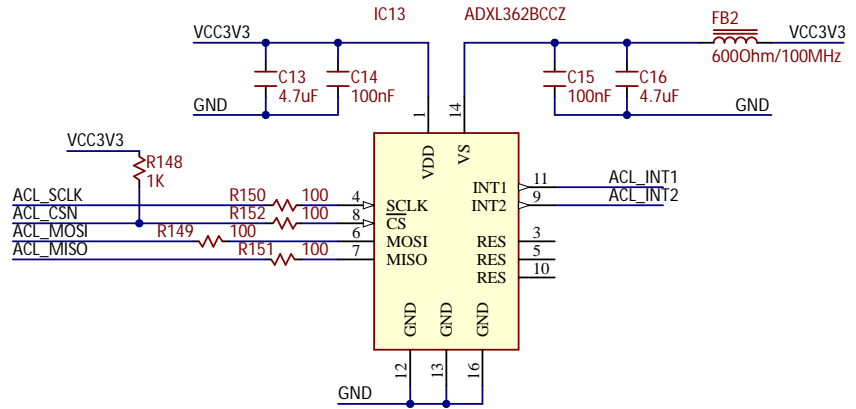 IC13 ADXL362BCCZ
FB2
VCC3V3 VCC3V3
600Ohm/100MHz
C13 C14 C15 C16
4.7uF 100nF 100nF 4.7uF
GND GND
1 14
VCC3V3
VDD VS
R148
1K
ACL_SCLK R150 100 4 SCLK INT1 11 ACL_INT1
ACL_CSN R152 100 8 CS INT2 9 ACL_INT2
ACL_MOSI R149 100 6 MOSI RES 3
ACL_MISO R151 100 7 MISO RES 5
RES 10
GND GND GND
12 13 16
GND